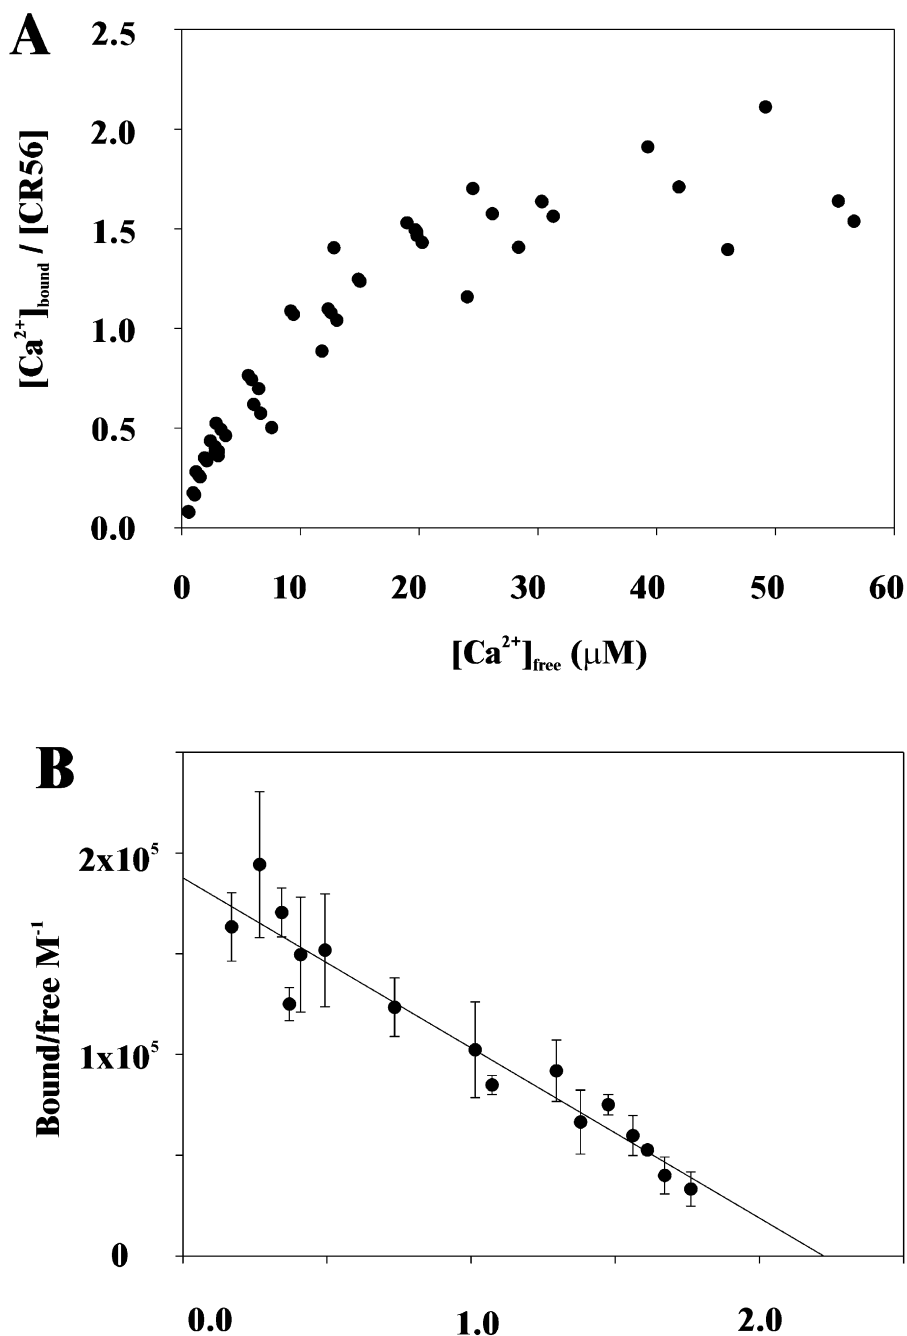 A
2.5
2.0
1.5
1.0
0.5
0.0
[Ca²⁺]bound / [CR56]
0 10 20 30 40 50 60
[Ca²⁺]free (μM)
B
2x10⁵
1x10⁵
0
Bound/free M⁻¹
0.0 1.0 2.0